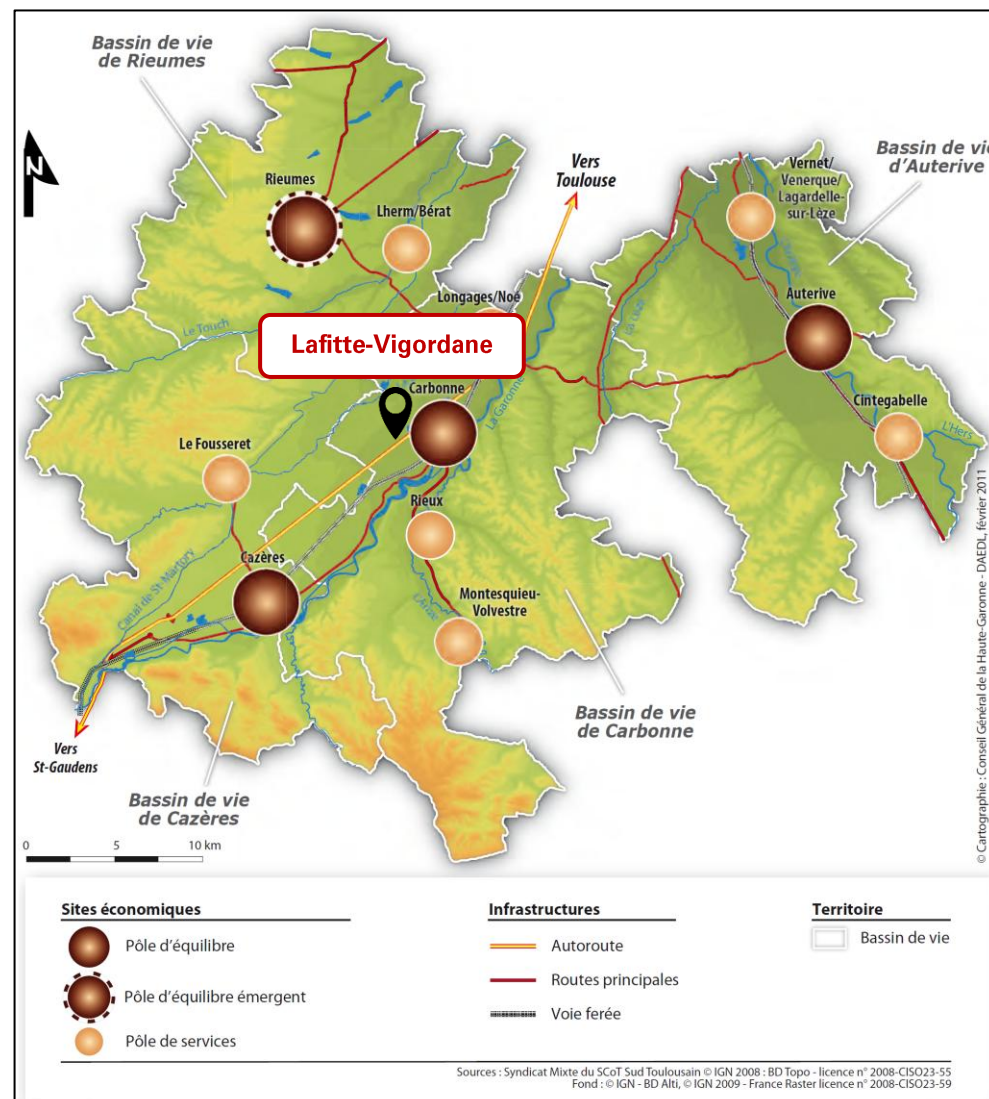 Bassin de vie
de Rieumes
N
Vers
Toulouse
Bassin de vie
d'Auterive
Vernet/
Venerque/
Lagardelle-
sur-Lèze
Rieumes
Lherm/Bérat
Longages/Noé
Auterive
Le Touch
La Lèze
L'Ariège
Lafitte-Vigordane
Carbonne
La Garonne
Cintegabelle
L'Hers
Le Fousseret
Rieux
Cazères
Canal de St-Martory
L'Arize
Montesquieu-
Volvestre
Bassin de vie
de Carbonne
Vers
St-Gaudens
Bassin de vie
de Cazères
0 5 10 km
© Cartographie : Conseil Général de la Haute-Garonne - DAEDL, février 2011
Sites économiques
Pôle d'équilibre
Pôle d'équilibre émergent
Pôle de services
Infrastructures
Autoroute
Routes principales
Voie ferée
Territoire
Bassin de vie
Sources : Syndicat Mixte du SCoT Sud Toulousain © IGN 2008 : BD Topo - licence n° 2008-CISO23-55
Fond : © IGN - BD Alti, © IGN 2009 - France Raster licence n° 2008-CISO23-59